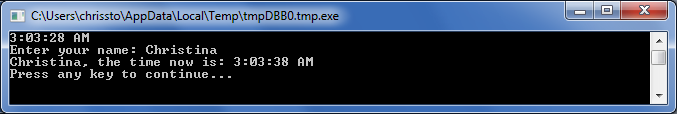 C:\Users\chrissto\AppData\Local\Temp\tmpDBB0.tmp.exe
3:03:28 AM
Enter your name: Christina
Christina, the time now is: 3:03:38 AM
Press any key to continue...